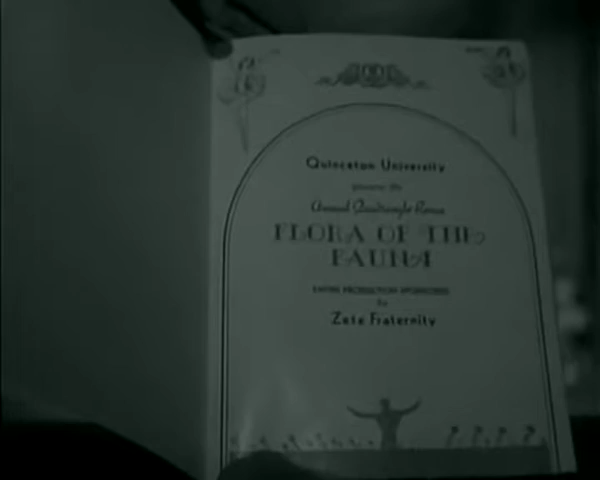 Quinceton University
presents the
Annual Quadrangle Revue
FLORA OF THE
FAUNA
ENTIRE PRODUCTION SPONSORED
by
Zeta Fraternity